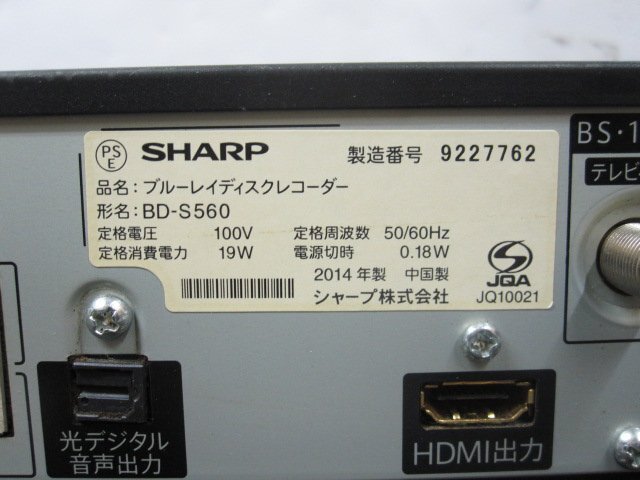 PS
E
SHARP
製造番号 9227762
品名：ブルーレイディスクレコーダー
形名：BD-S560
定格電圧 100V 定格周波数 50/60Hz
定格消費電力 19W 電源切時 0.18W
2014年製 中国製
シャープ株式会社
JQA
JQ10021
BS・1
テレビ
光デジタル
音声出力
HDMI出力